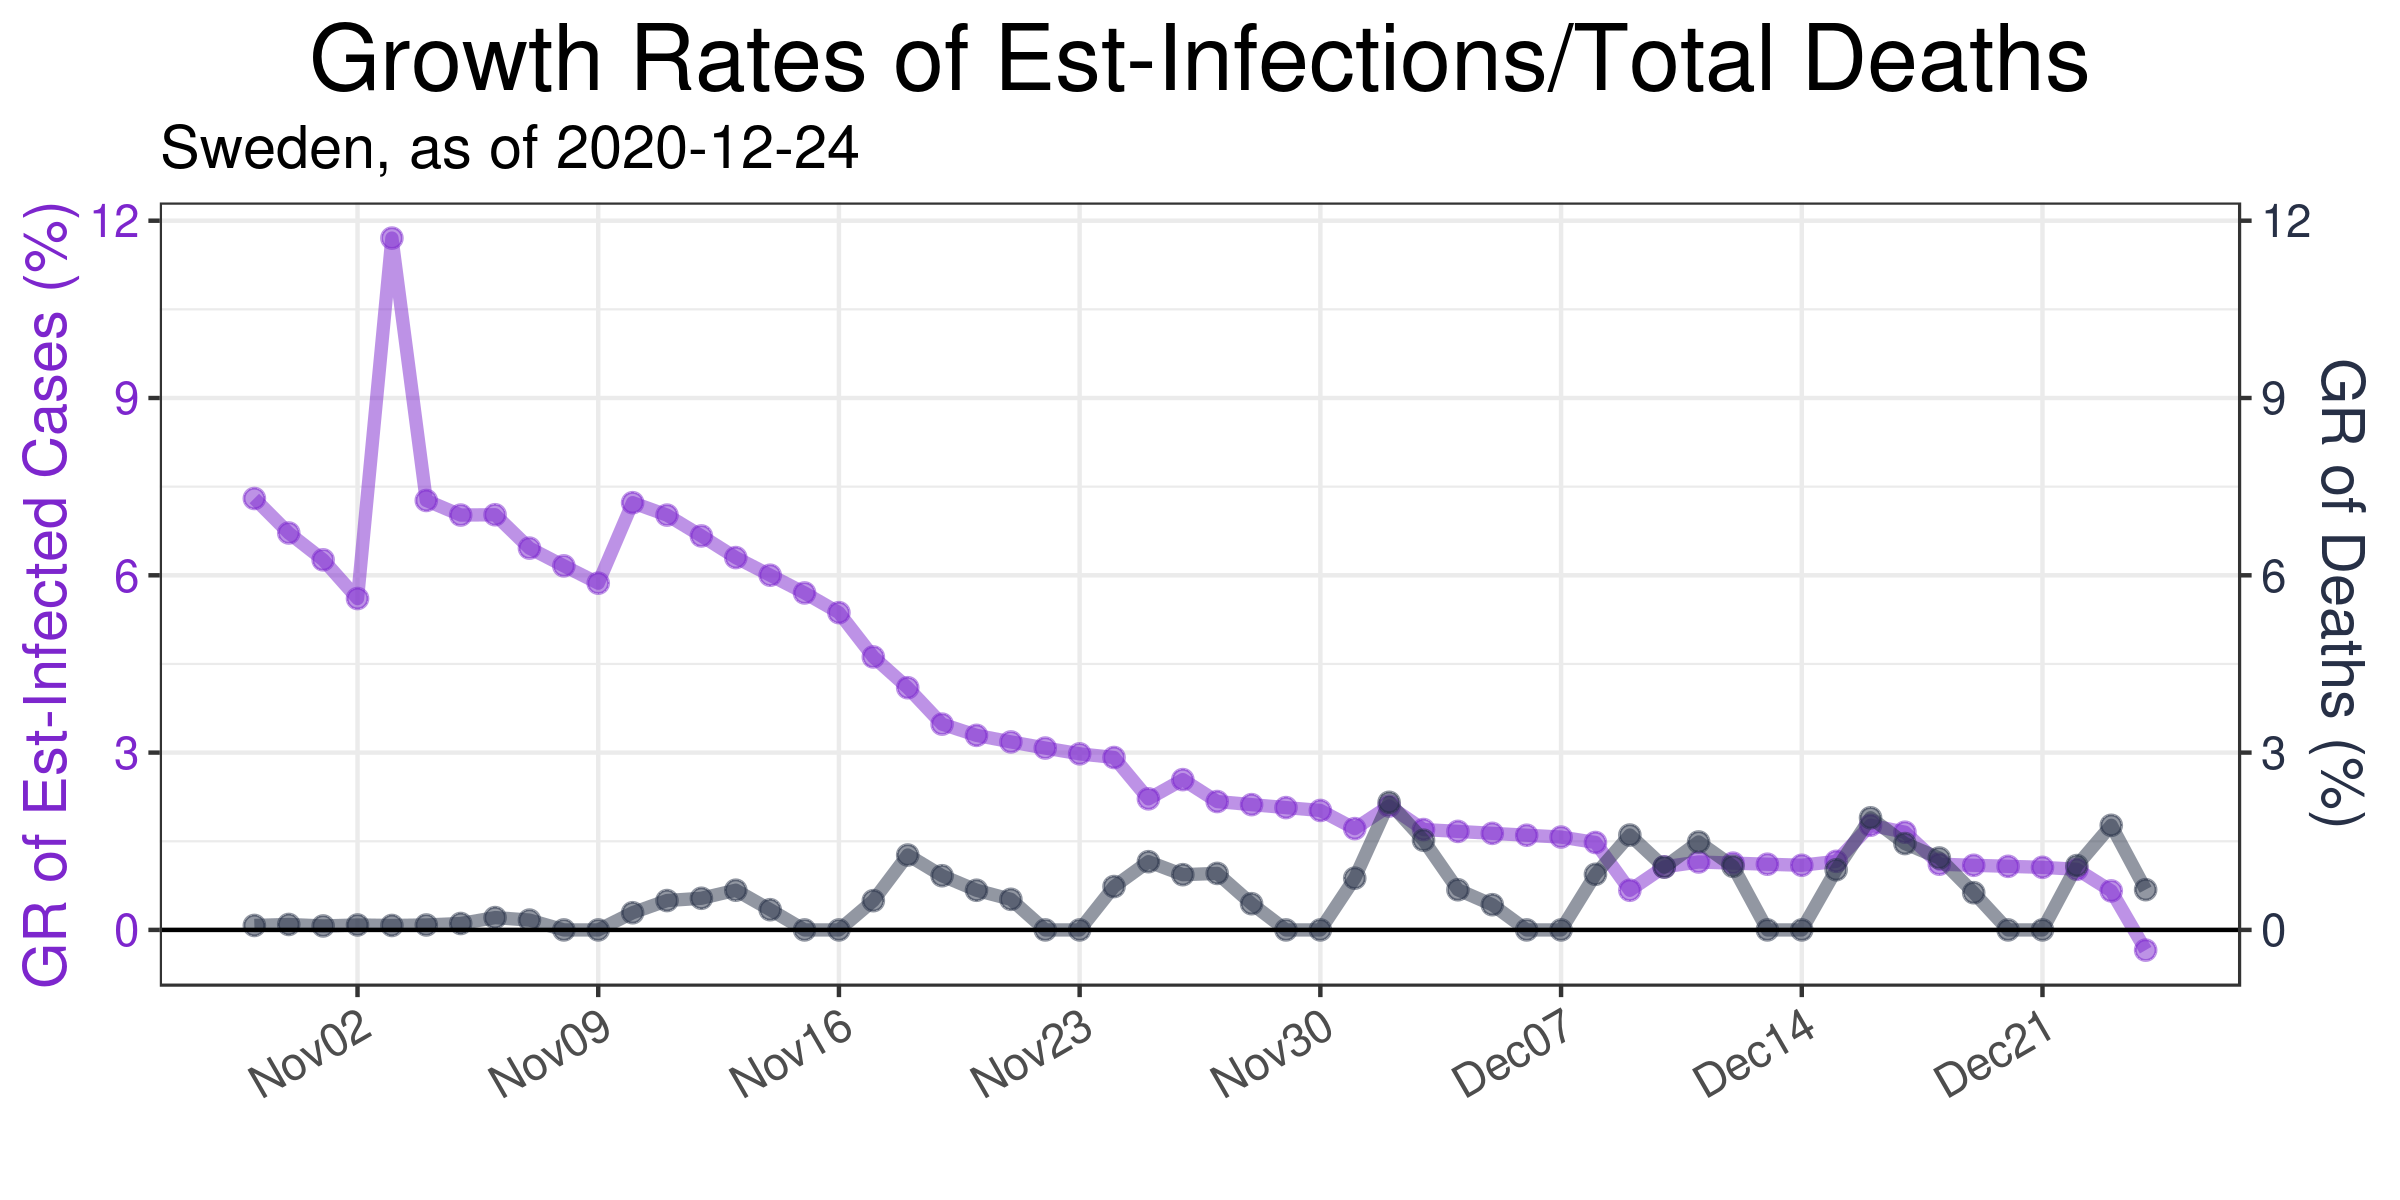 Growth Rates of Est-Infections/Total Deaths
Sweden, as of 2020-12-24
GR of Est-Infected Cases (%)
12
9
6
3
0
12
9
6
3
0
GR of Deaths (%)
Nov02
Nov09
Nov16
Nov23
Nov30
Dec07
Dec14
Dec21